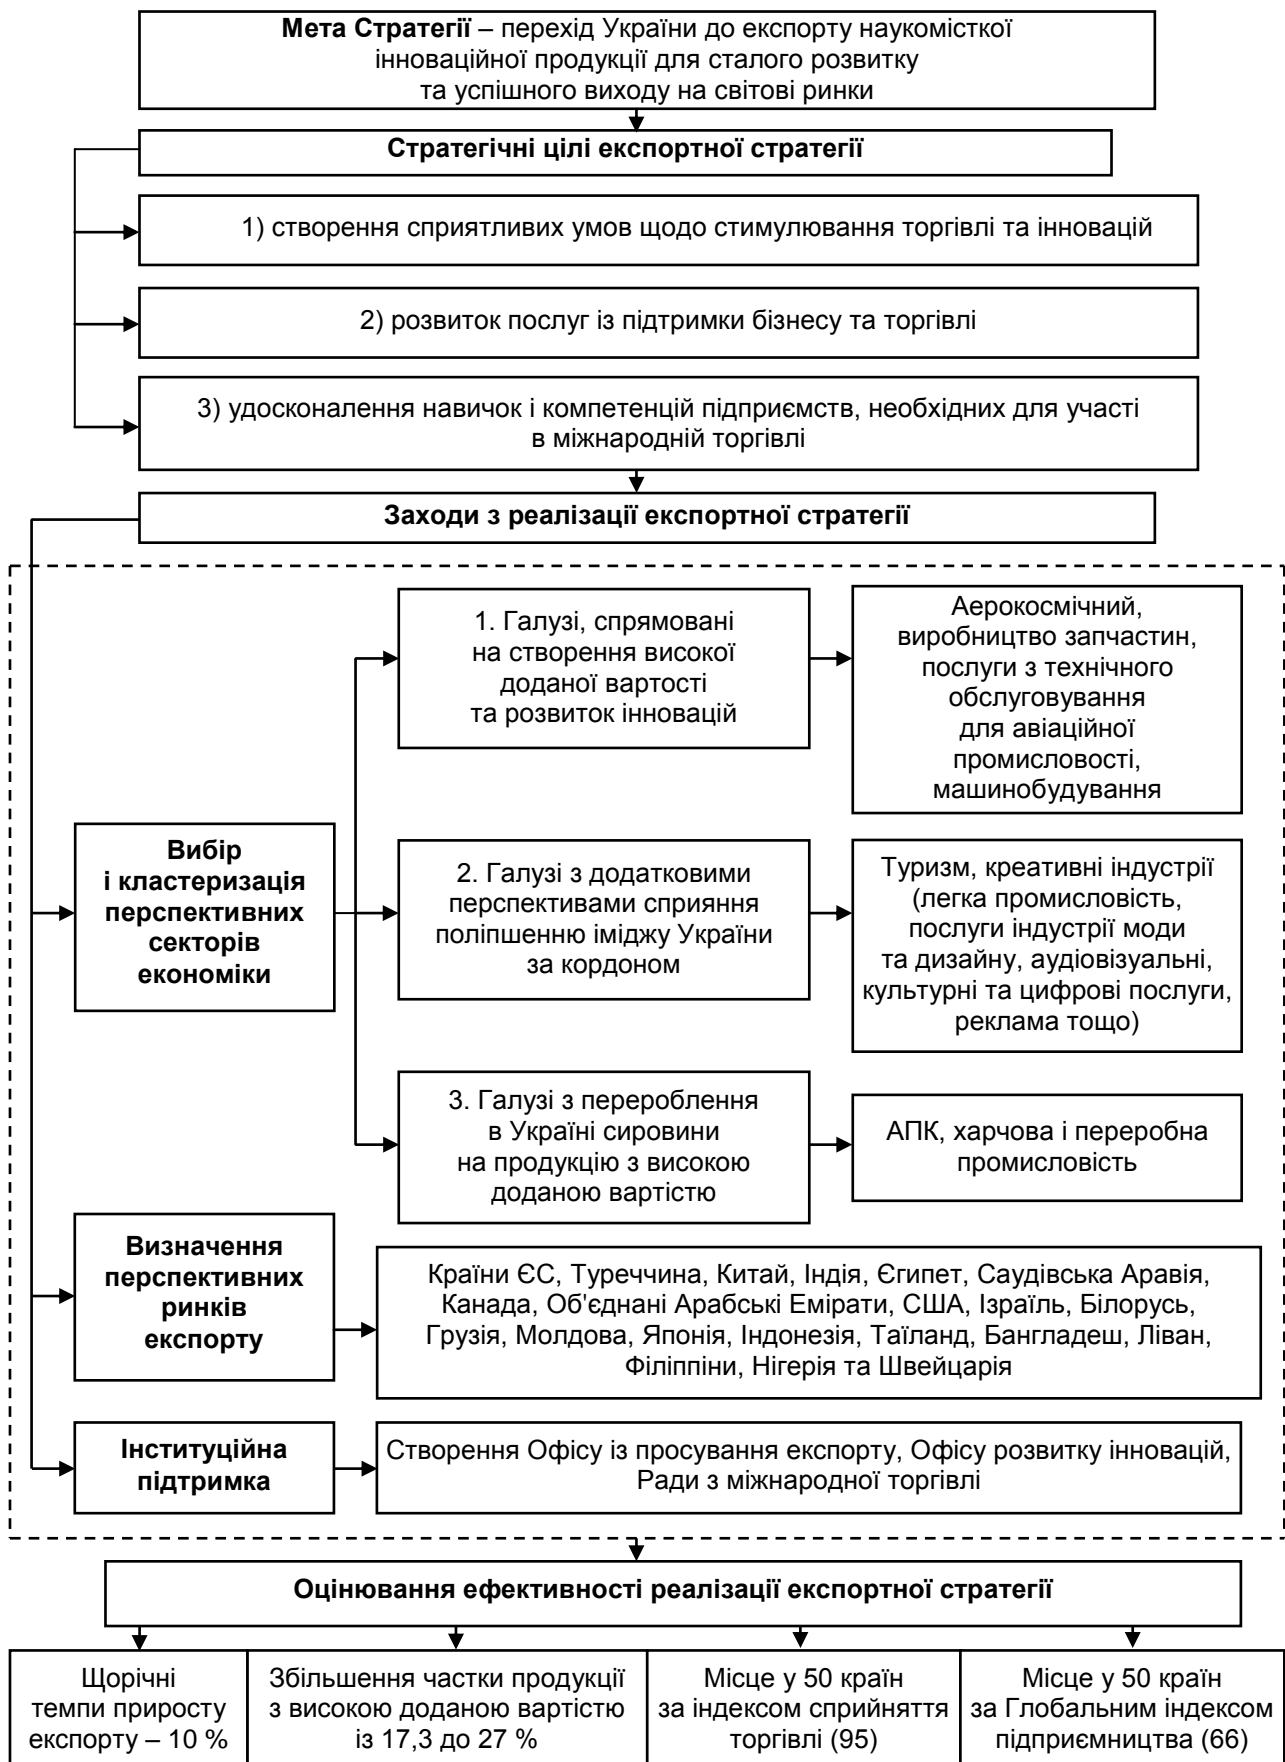 Мета Стратегії – перехід України до експорту наукомісткої
інноваційної продукції для сталого розвитку
та успішного виходу на світові ринки
Стратегічні цілі експортної стратегії
1) створення сприятливих умов щодо стимулювання торгівлі та інновацій
2) розвиток послуг із підтримки бізнесу та торгівлі
3) удосконалення навичок і компетенцій підприємств, необхідних для участі
в міжнародній торгівлі
Заходи з реалізації експортної стратегії
Вибір
і кластеризація
перспективних
секторів
економіки
1. Галузі, спрямовані
на створення високої
доданої вартості
та розвиток інновацій
Аерокосмічний,
виробництво запчастин,
послуги з технічного
обслуговування
для авіаційної
промисловості,
машинобудування
2. Галузі з додатковими
перспективами сприяння
поліпшенню іміджу України
за кордоном
Туризм, креативні індустрії
(легка промисловість,
послуги індустрії моди
та дизайну, аудіовізуальні,
культурні та цифрові послуги,
реклама тощо)
3. Галузі з перероблення
в Україні сировини
на продукцію з високою
доданою вартістю
АПК, харчова і переробна
промисловість
Визначення
перспективних
ринків
експорту
Країни ЄС, Туреччина, Китай, Індія, Єгипет, Саудівська Аравія,
Канада, Об'єднані Арабські Емірати, США, Ізраїль, Білорусь,
Грузія, Молдова, Японія, Індонезія, Таїланд, Бангладеш, Ліван,
Філіппіни, Нігерія та Швейцарія
Інституційна
підтримка
Створення Офісу із просування експорту, Офісу розвитку інновацій,
Ради з міжнародної торгівлі
Оцінювання ефективності реалізації експортної стратегії
Щорічні
темпи приросту
експорту – 10 %
Збільшення частки продукції
з високою доданою вартістю
із 17,3 до 27 %
Місце у 50 країн
за індексом сприйняття
торгівлі (95)
Місце у 50 країн
за Глобальним індексом
підприємництва (66)